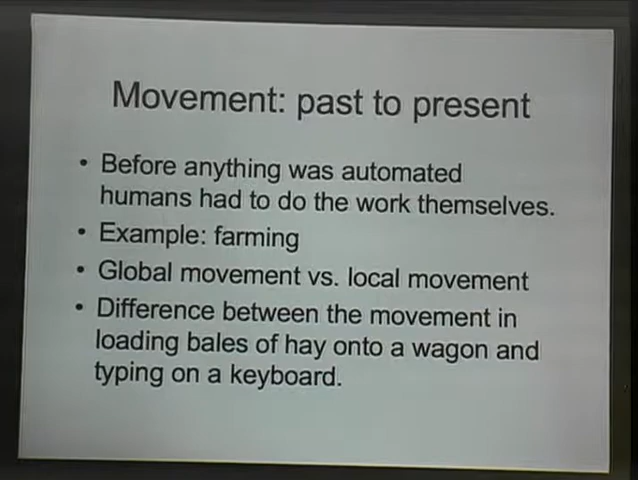 Movement: past to present
• Before anything was automated
humans had to do the work themselves.
• Example: farming
• Global movement vs. local movement
• Difference between the movement in
loading bales of hay onto a wagon and
typing on a keyboard.